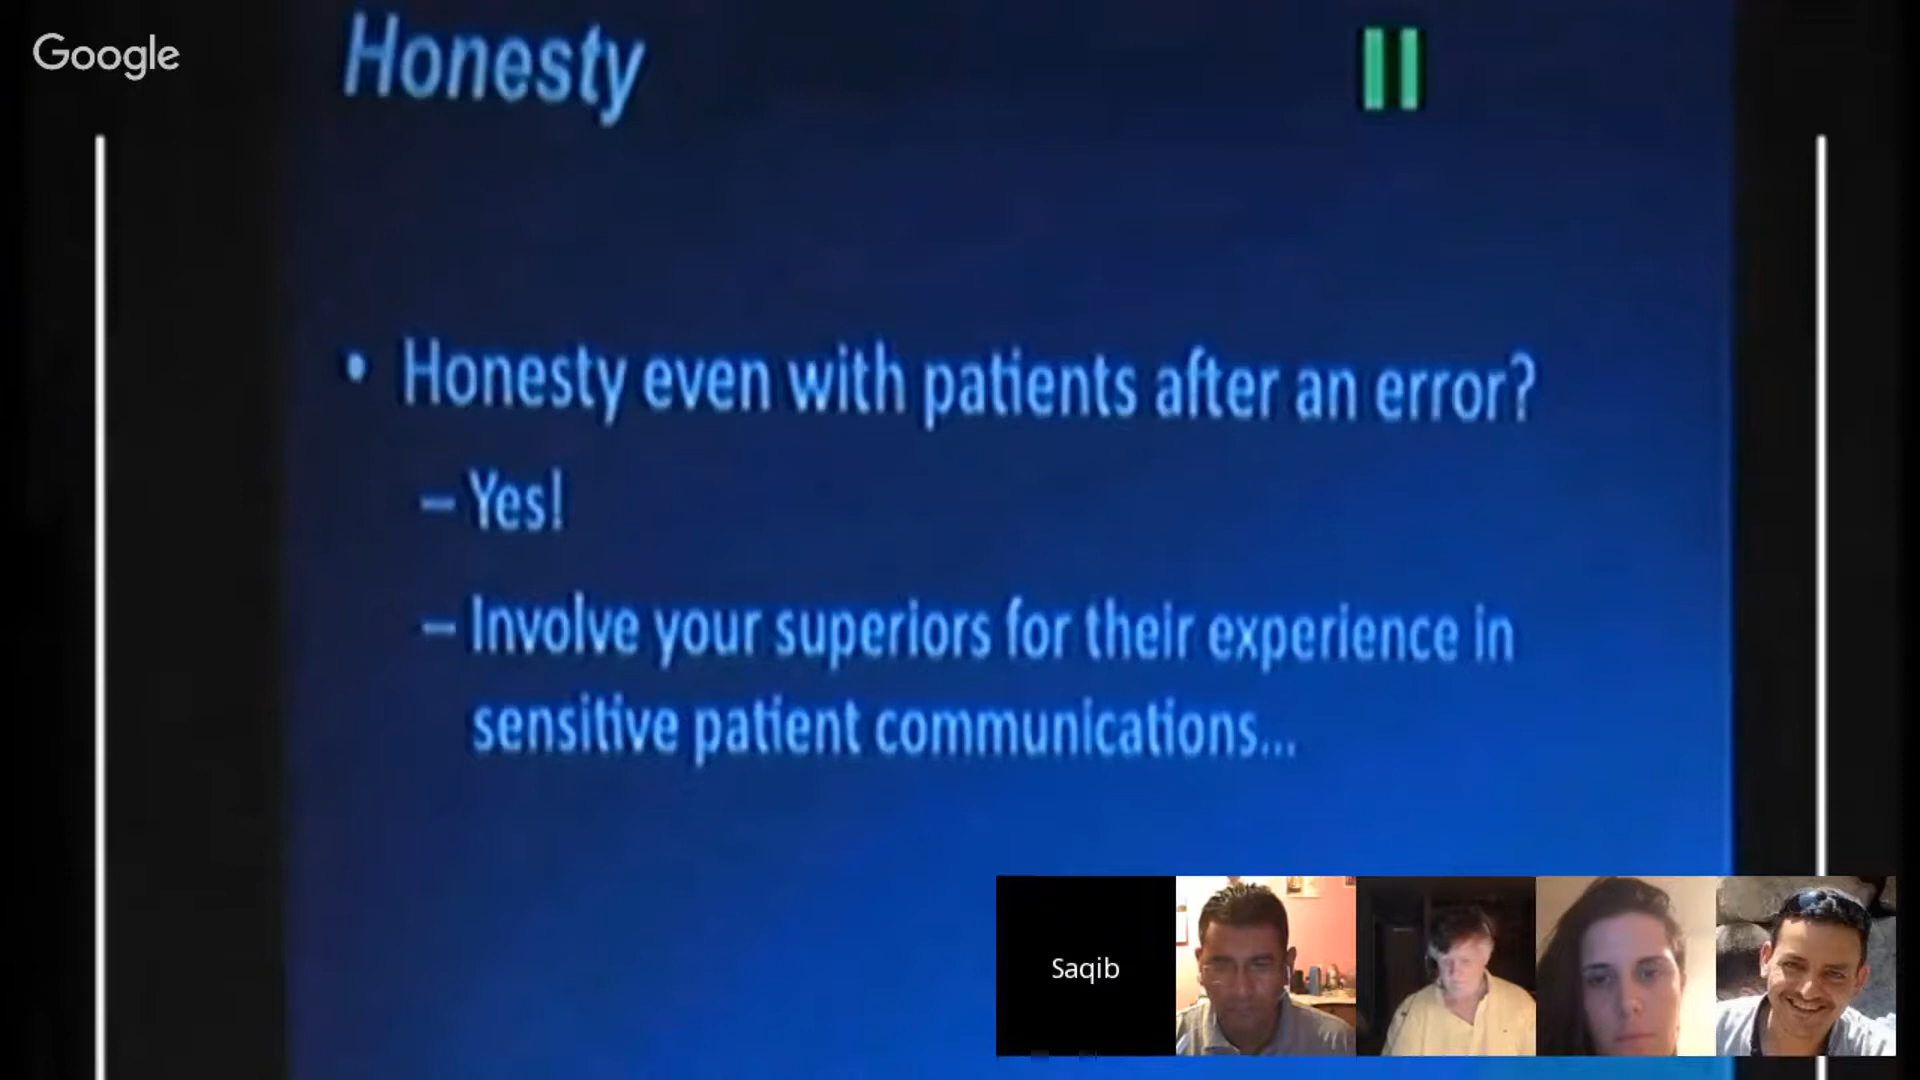 Google
Honesty
• Honesty even with patients after an error?
– Yes!
– Involve your superiors for their experience in
sensitive patient communications...
Saqib